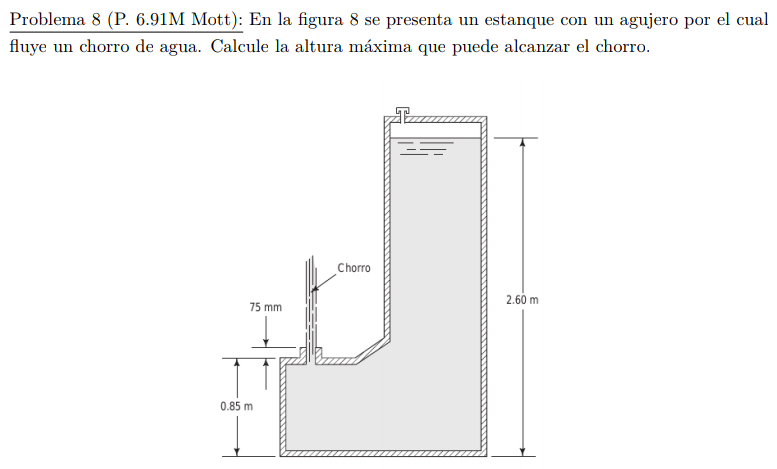 Problema 8 (P. 6.91M Mott): En la figura 8 se presenta un estanque con un agujero por el cual
fluye un chorro de agua. Calcule la altura máxima que puede alcanzar el chorro.
Chorro
75 mm
2.60 m
0.85 m